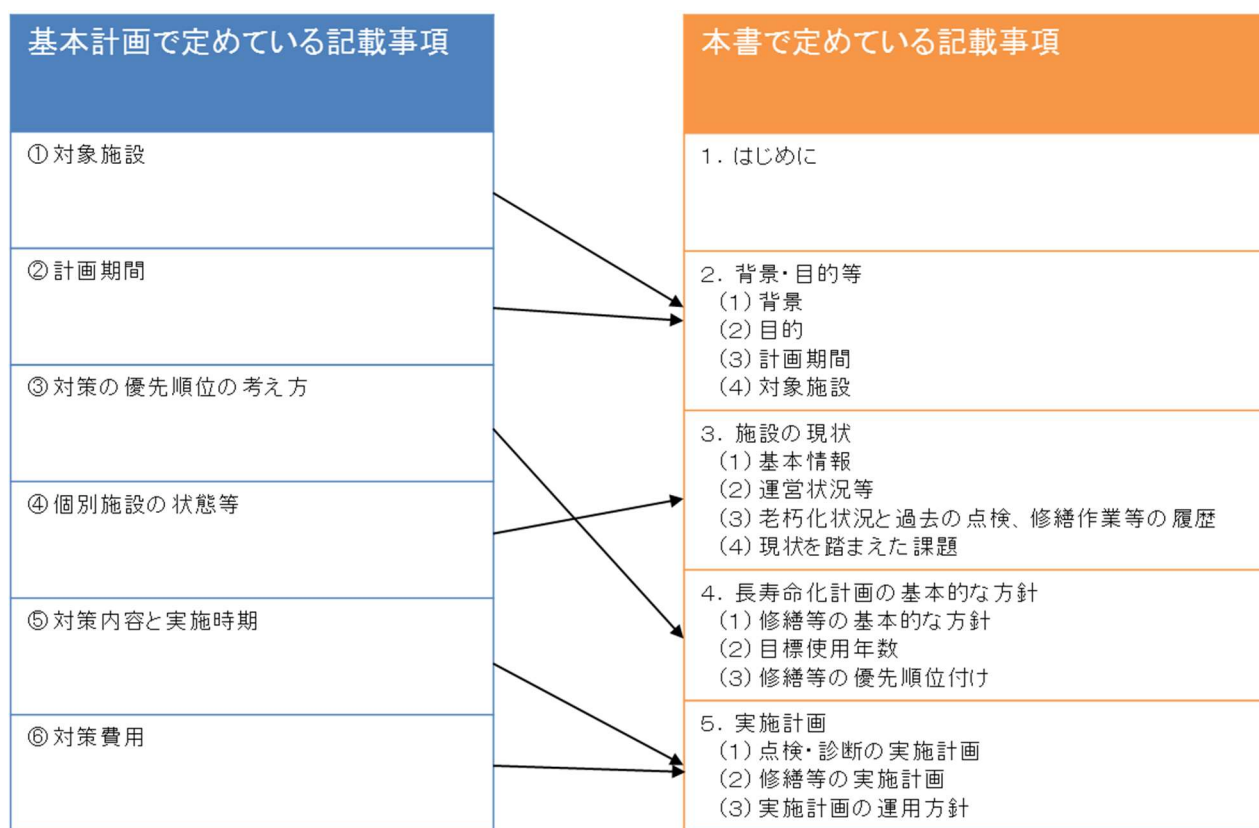 基本計画で定めている記載事項
①対象施設
②計画期間
③対策の優先順位の考え方
④個別施設の状態等
⑤対策内容と実施時期
⑥対策費用
本書で定めている記載事項
1. はじめに
2. 背景・目的等
(1)背景
(2)目的
(3)計画期間
(4)対象施設
3. 施設の現状
(1)基本情報
(2)運営状況等
(3)老朽化状況と過去の点検、修繕作業等の履歴
(4)現状を踏まえた課題
4. 長寿命化計画の基本的な方針
(1)修繕等の基本的な方針
(2)目標使用年数
(3)修繕等の優先順位付け
5. 実施計画
(1)点検・診断の実施計画
(2)修繕等の実施計画
(3)実施計画の運用方針